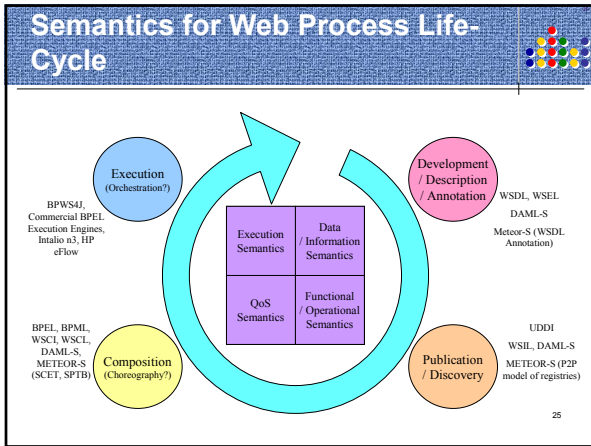 Semantics for Web Process Life-
Cycle
Execution
(Orchestration?)
BPWS4J,
Commercial BPEL
Execution Engines,
Intalio n3, HP
eFlow
Development
/ Description
/ Annotation
WSDL, WSEL
DAML-S
Meteor-S (WSDL
Annotation)
Execution
Semantics
Data
/ Information
Semantics
QoS
Semantics
Functional
/ Operational
Semantics
BPEL, BPML,
WSCI, WSCL,
DAML-S,
METEOR-S
(SCET, SPTB)
Composition
(Choreography?)
Publication
/ Discovery
UDDI
WSIL, DAML-S
METEOR-S (P2P
model of registries)
25